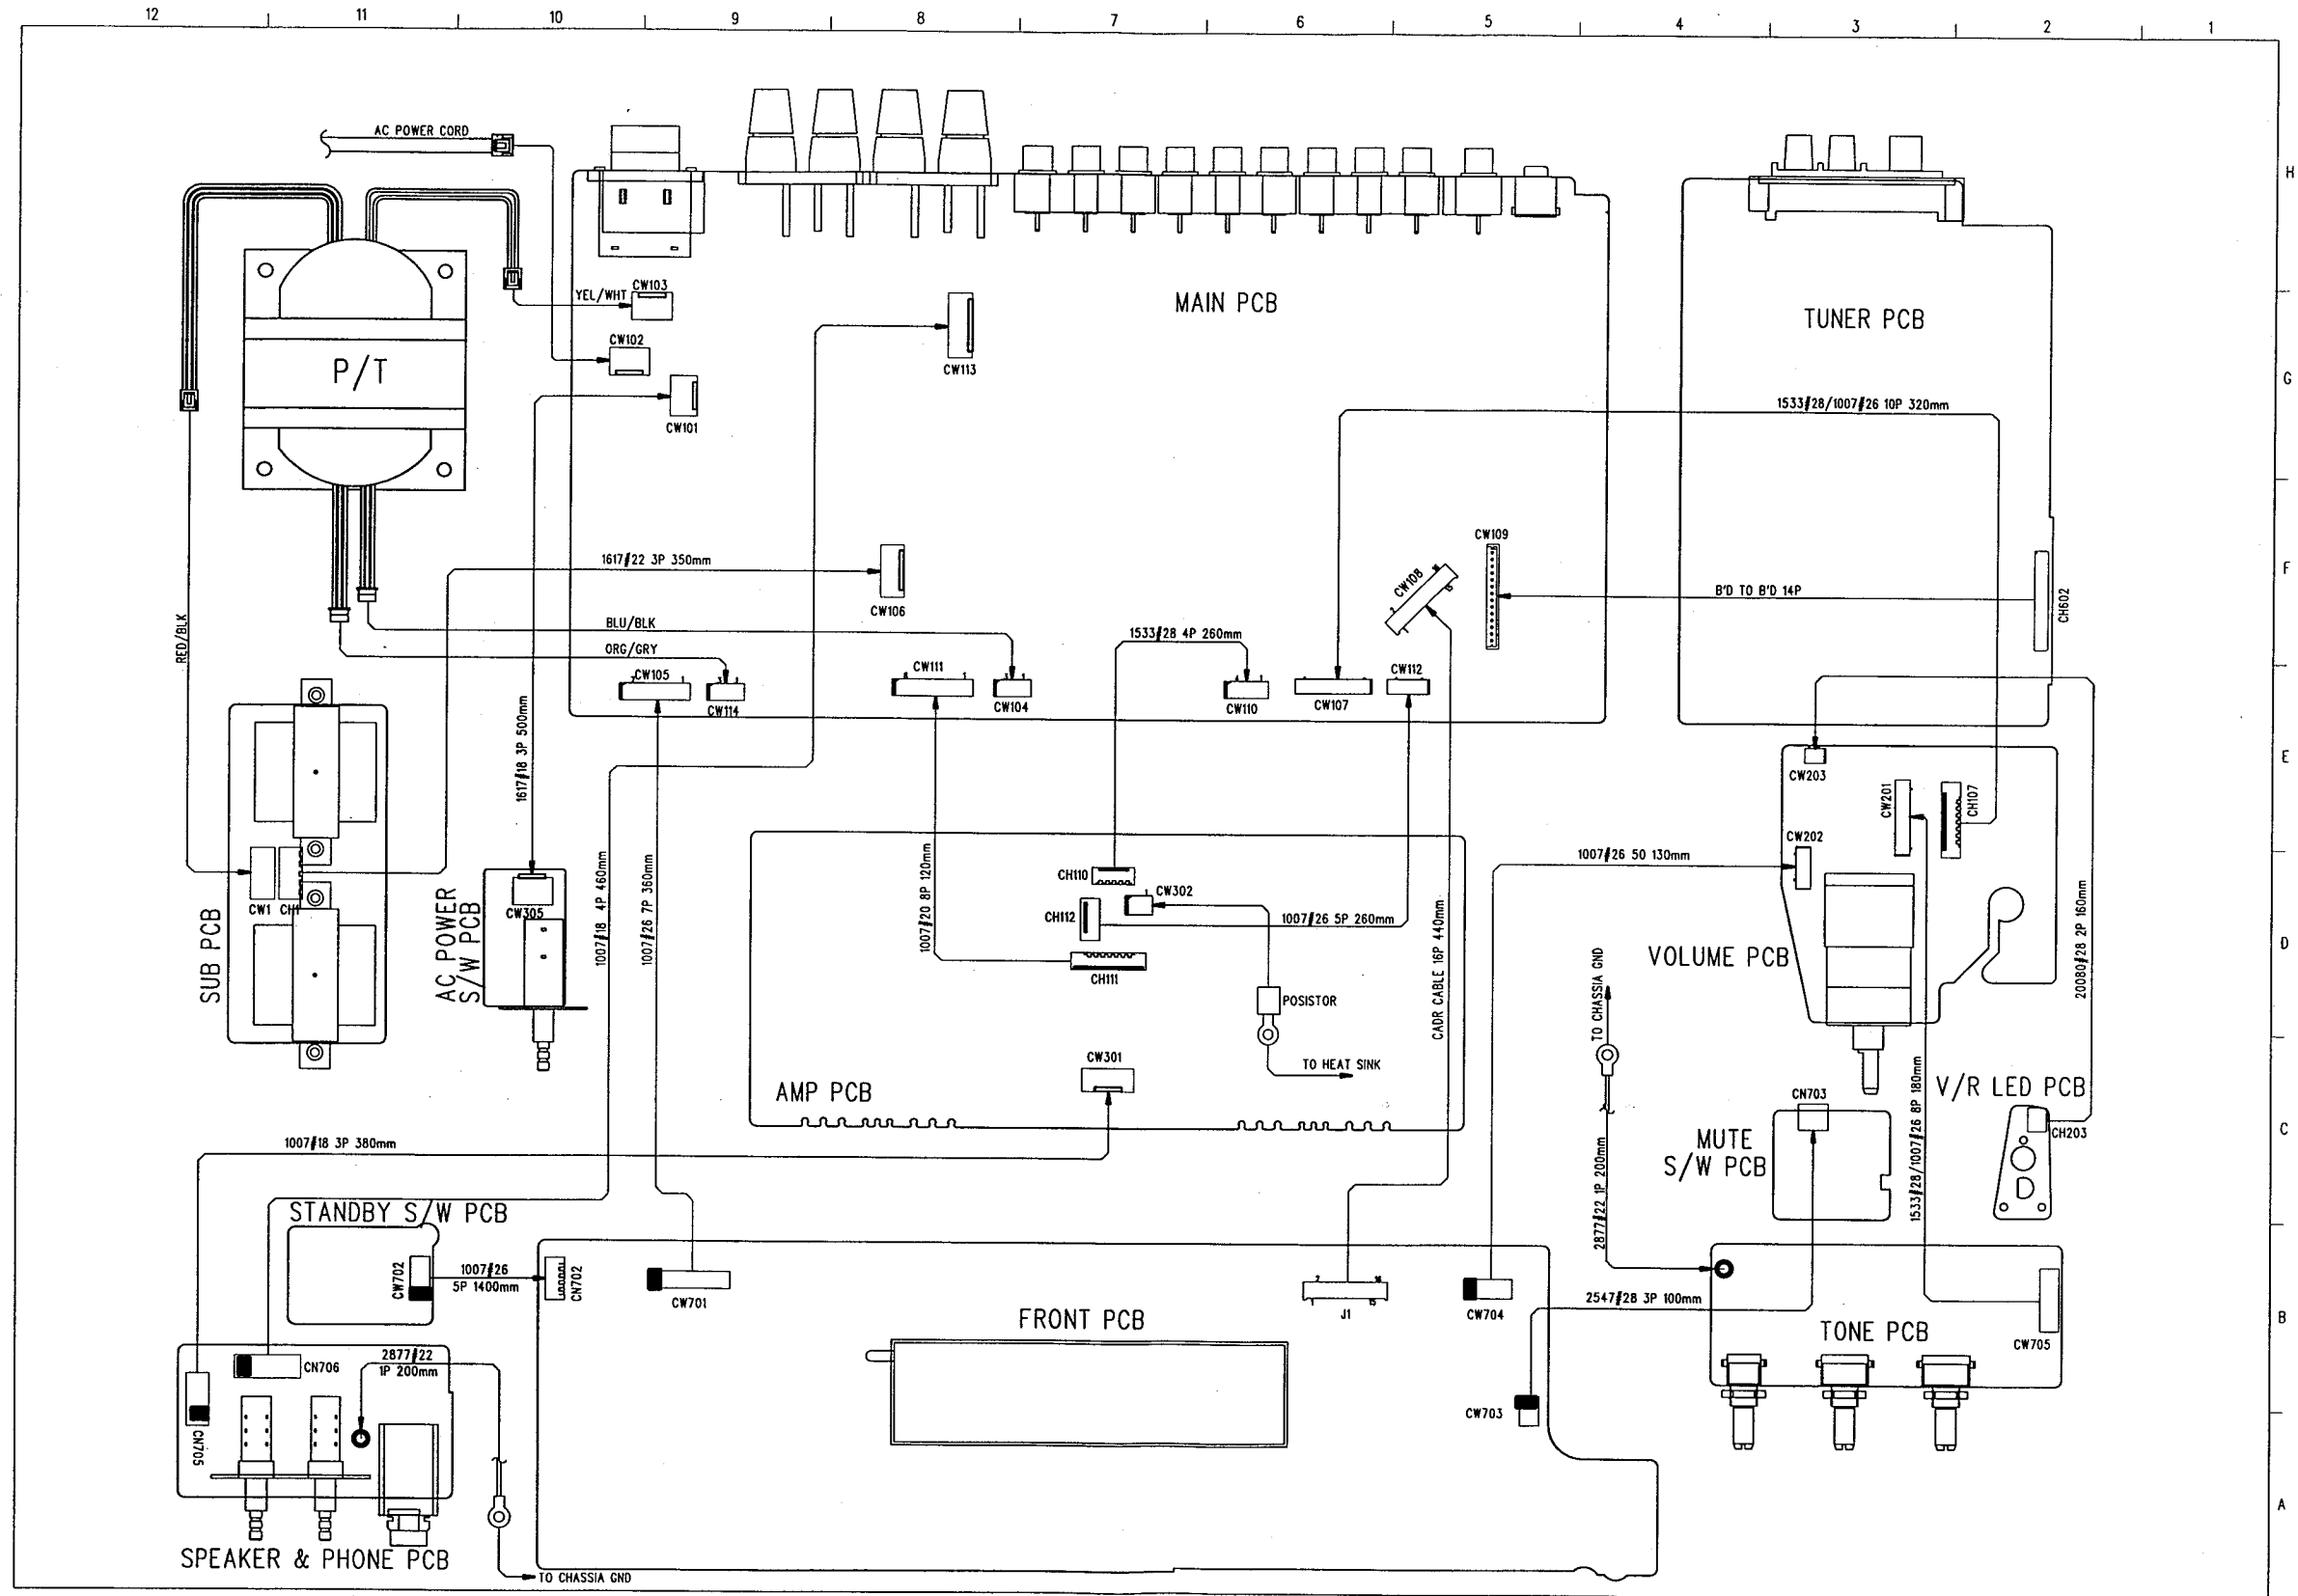 12 11 10 9 8 7 6 5 4 3 2 1
H
G
F
E
D
C
B
A
AC POWER CORD
YEL/WHT
CW103
CW102
CW101
CW113
MAIN PCB
TUNER PCB
P/T
1533#28/1007#26 10P 320mm
RED/BLK
1617#22 3P 350mm
CW106
CW108
2
16
15
CW109
B'D TO B'D 14P
CH602
BLU/BLK
ORG/GRY
1533#28 4P 260mm
CW105
CW114
CW111
CW104
CW110
CW107
CW112
1617#18 3P 500mm
CW203
CW201
CH107
CW202
1007#26 50 130mm
CW1 CH1
SUB PCB
CW305
AC POWER
S/W PCB
1007#18 4P 460mm
1007#26 7P 360mm
1007#20 8P 120mm
CH110
CW302
CH112
1007#26 5P 260mm
CH111
POSISTOR
TO HEAT SINK
CADR CABLE 16P 440mm
CW301
AMP PCB
VOLUME PCB
20080#28 2P 160mm
TO CHASSIA GND
2877#22 1P 200mm
1533#28/1007#26 8P 180mm
V/R LED PCB
CH203
CN703
MUTE
S/W PCB
1007#18 3P 380mm
STANDBY S/W PCB
CW702
1007#26
5P 1400mm
CN702
CW701
FRONT PCB
2
16
1
15
J1
CW704
2547#28 3P 100mm
CW703
TONE PCB
CW705
CN706
2877#22
1P 200mm
CN705
SPEAKER & PHONE PCB
TO CHASSIA GND